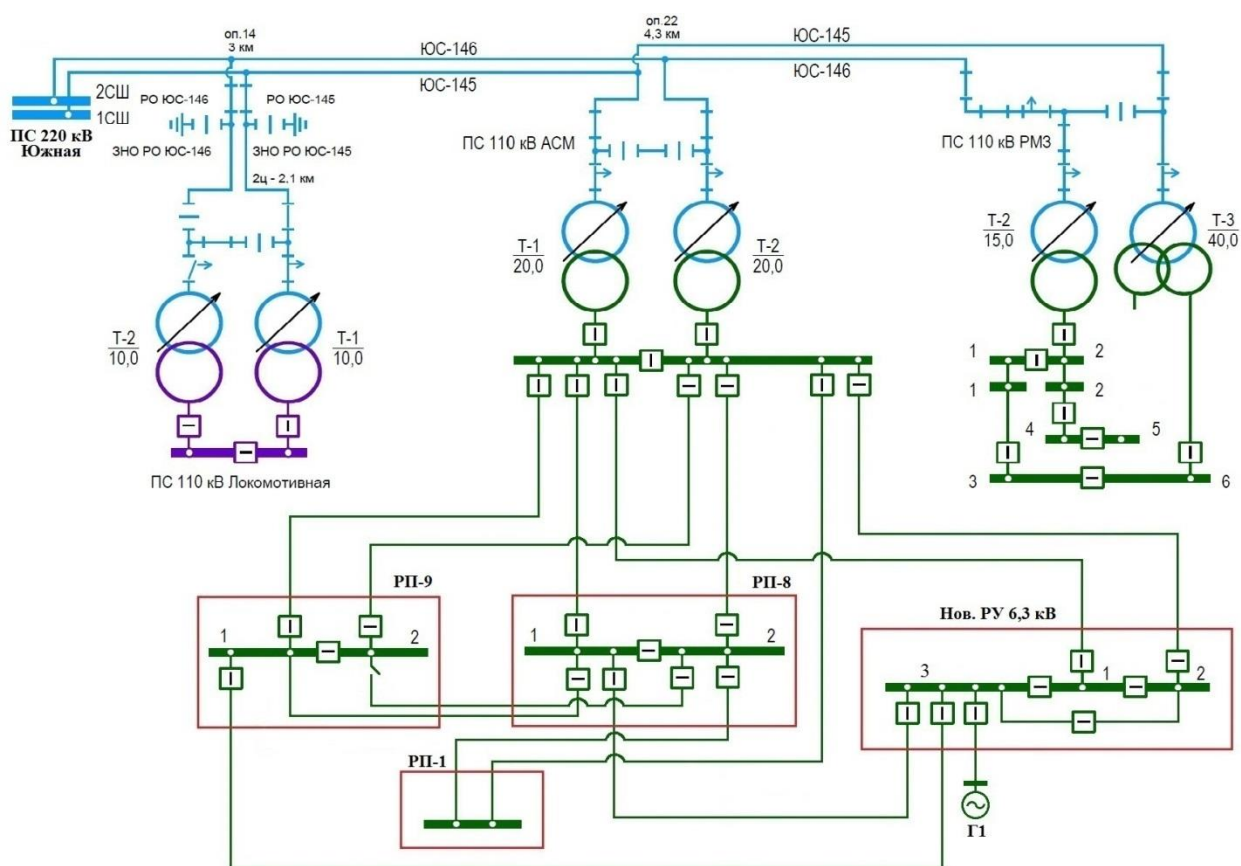 оп.14
3 км
оп.22
4,3 км
ЮС-146
ЮС-145
ЮС-145
ЮС-146
2СШ
1СШ
ПС 220 кВ
Южная
РО ЮС-146
РО ЮС-145
ЗНО РО ЮС-146
ЗНО РО ЮС-145
2ц - 2.1 км
ПС 110 кВ АСМ
ПС 110 кВ РМЗ
Т-1
20,0
Т-2
20,0
Т-2
15,0
Т-3
40,0
Т-2
10,0
Т-1
10,0
1
2
1
2
4
5
3
6
ПС 110 кВ Локомотивная
РП-9
РП-8
Нов. РУ 6,3 кВ
1
2
1
2
3
1
2
РП-1
Г1